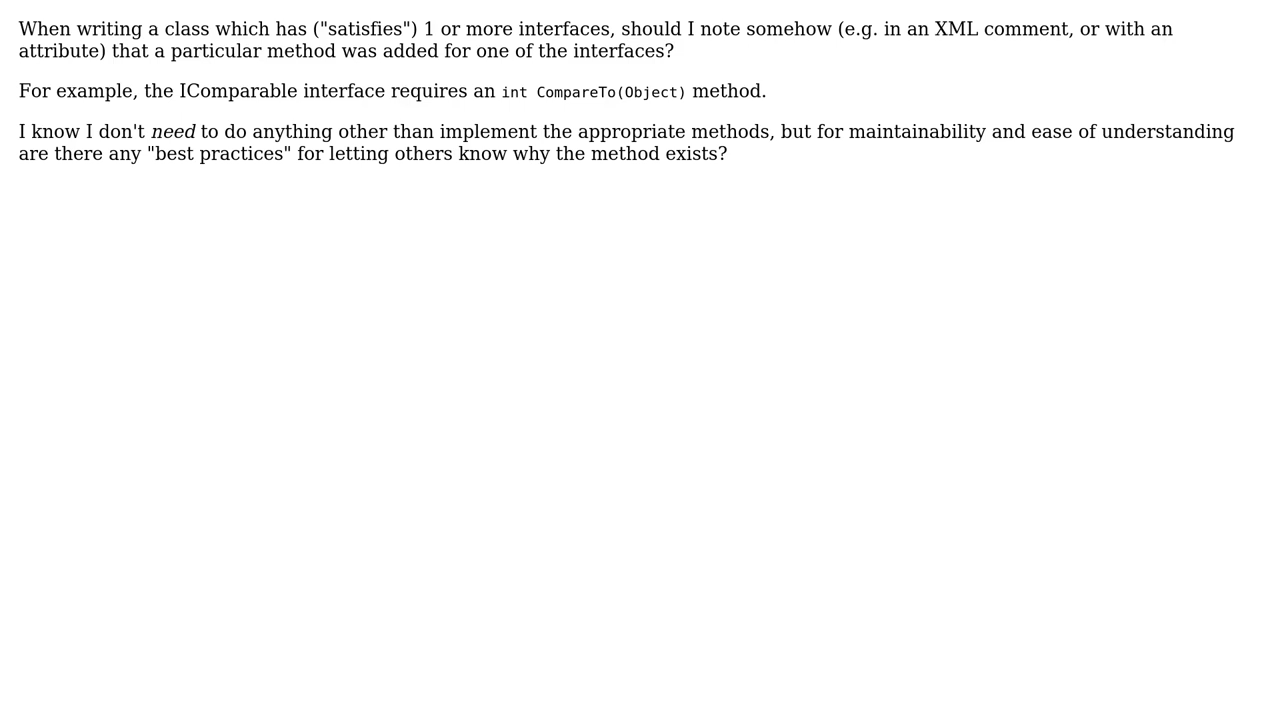 When writing a class which has ("satisfies") 1 or more interfaces, should I note somehow (e.g. in an XML comment, or with an
attribute) that a particular method was added for one of the interfaces?
For example, the IComparable interface requires an int CompareTo(Object) method.
I know I don't need to do anything other than implement the appropriate methods, but for maintainability and ease of understanding
are there any "best practices" for letting others know why the method exists?